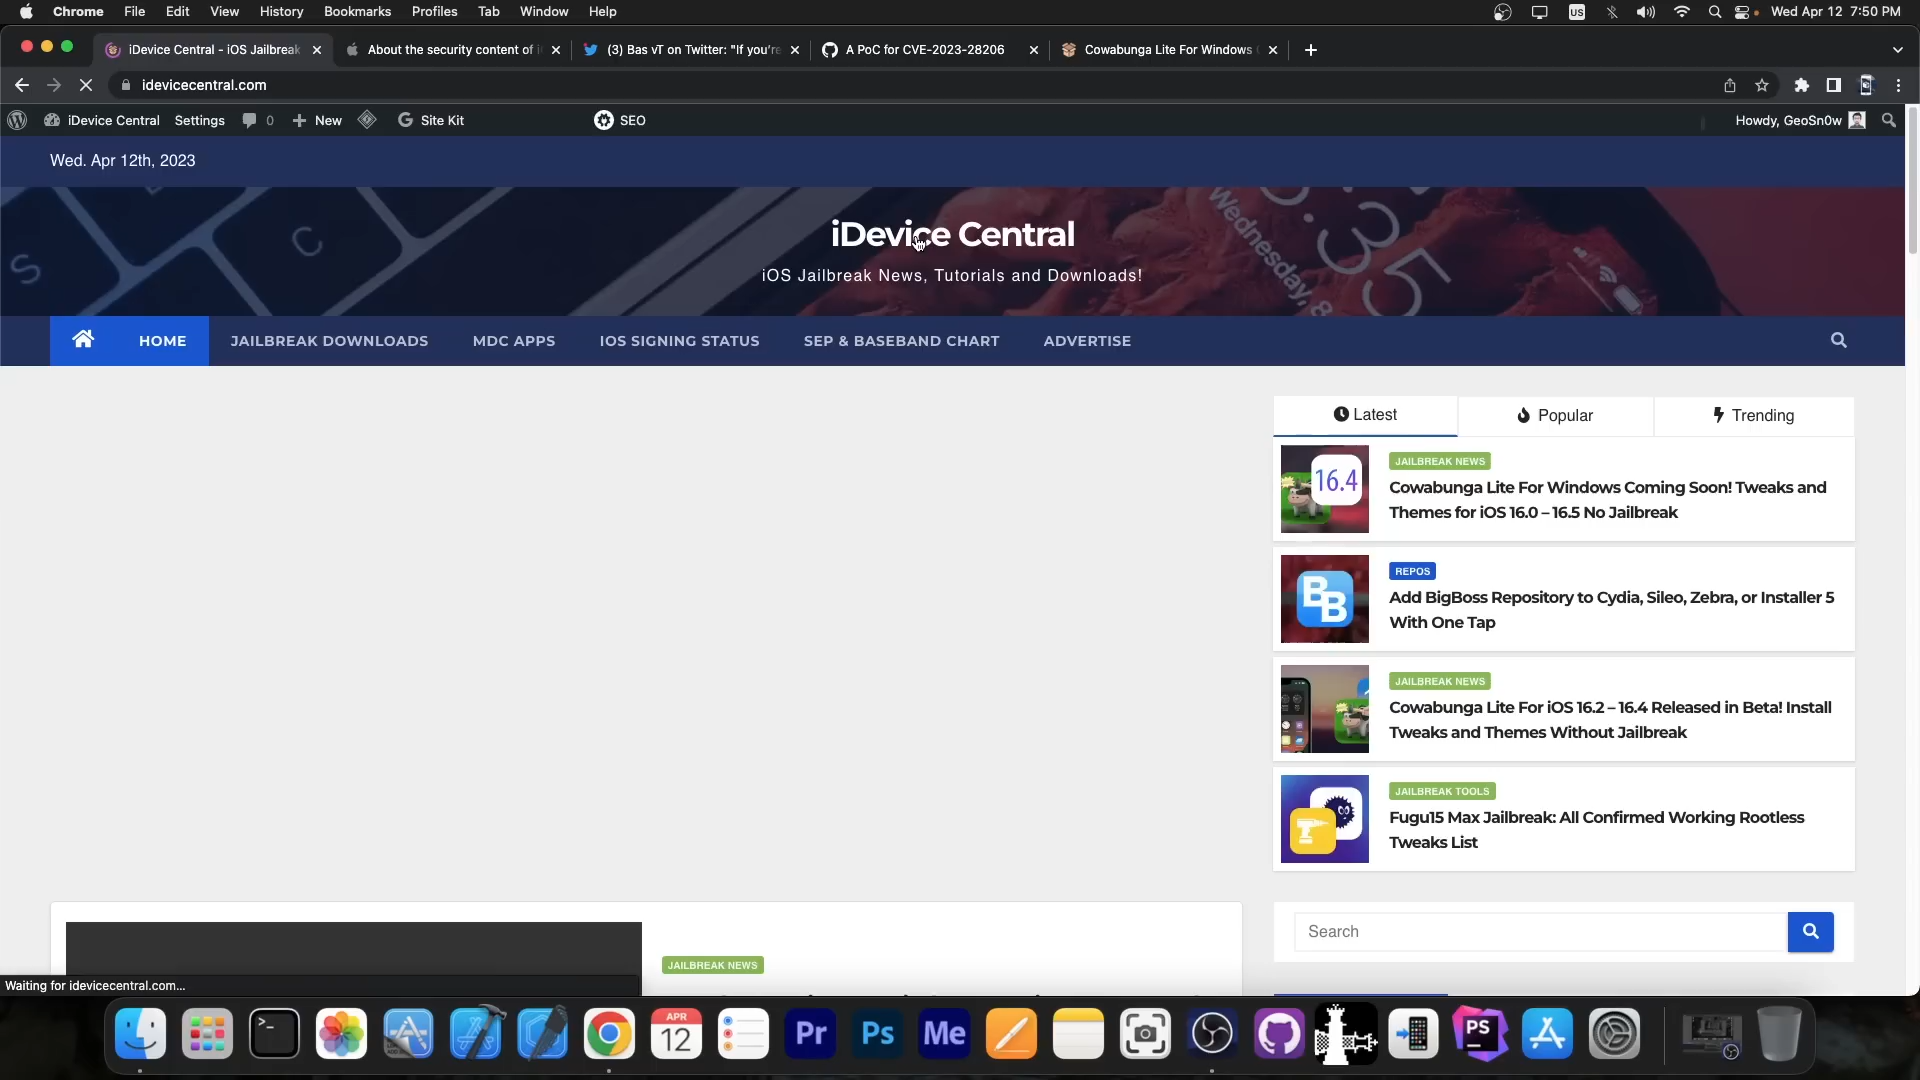 Chrome File Edit View History Bookmarks Profiles Tab Window Help US Wed Apr 12 7:50 PM
iDevice Central - iOS Jailbreak About the security content of (3) Bas vT on Twitter: "If you're A PoC for CVE-2023-28206 Cowabunga Lite For Windows
idevicecentral.com
iDevice Central Settings 0 New Site Kit SEO Howdy, GeoSn0w
Wed. Apr 12th, 2023
iDevice Central
iOS Jailbreak News, Tutorials and Downloads!
HOME JAILBREAK DOWNLOADS MDC APPS IOS SIGNING STATUS SEP & BASEBAND CHART ADVERTISE
Latest Popular Trending
16.4
JAILBREAK NEWS
Cowabunga Lite For Windows Coming Soon! Tweaks and
Themes for iOS 16.0 – 16.5 No Jailbreak
BB
REPOS
Add BigBoss Repository to Cydia, Sileo, Zebra, or Installer 5
With One Tap
JAILBREAK NEWS
Cowabunga Lite For iOS 16.2 – 16.4 Released in Beta! Install
Tweaks and Themes Without Jailbreak
JAILBREAK TOOLS
Fugu15 Max Jailbreak: All Confirmed Working Rootless
Tweaks List
Search
JAILBREAK NEWS
Waiting for idevicecentral.com...
APR
12
Pr Ps Me PS